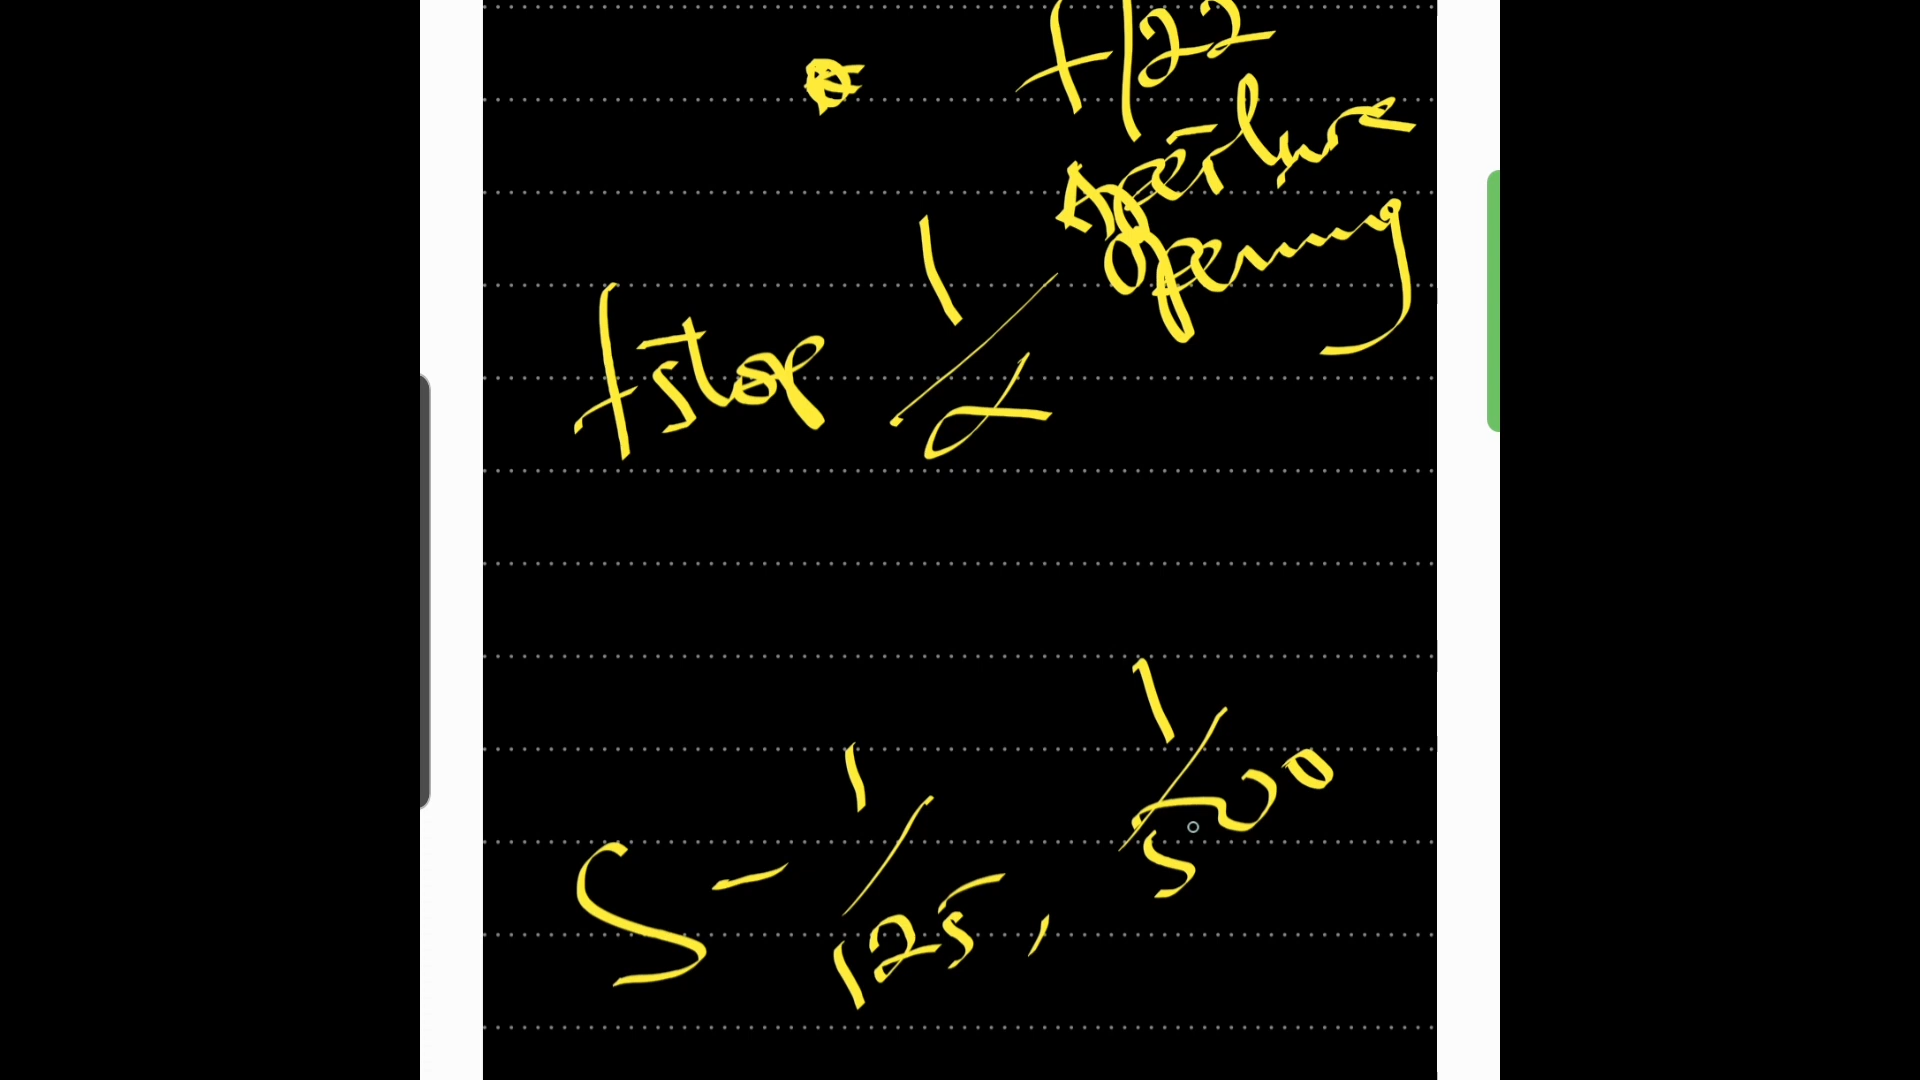 f/22
Aperture
opening
fstop 1/α
S - 1/125, 1/500